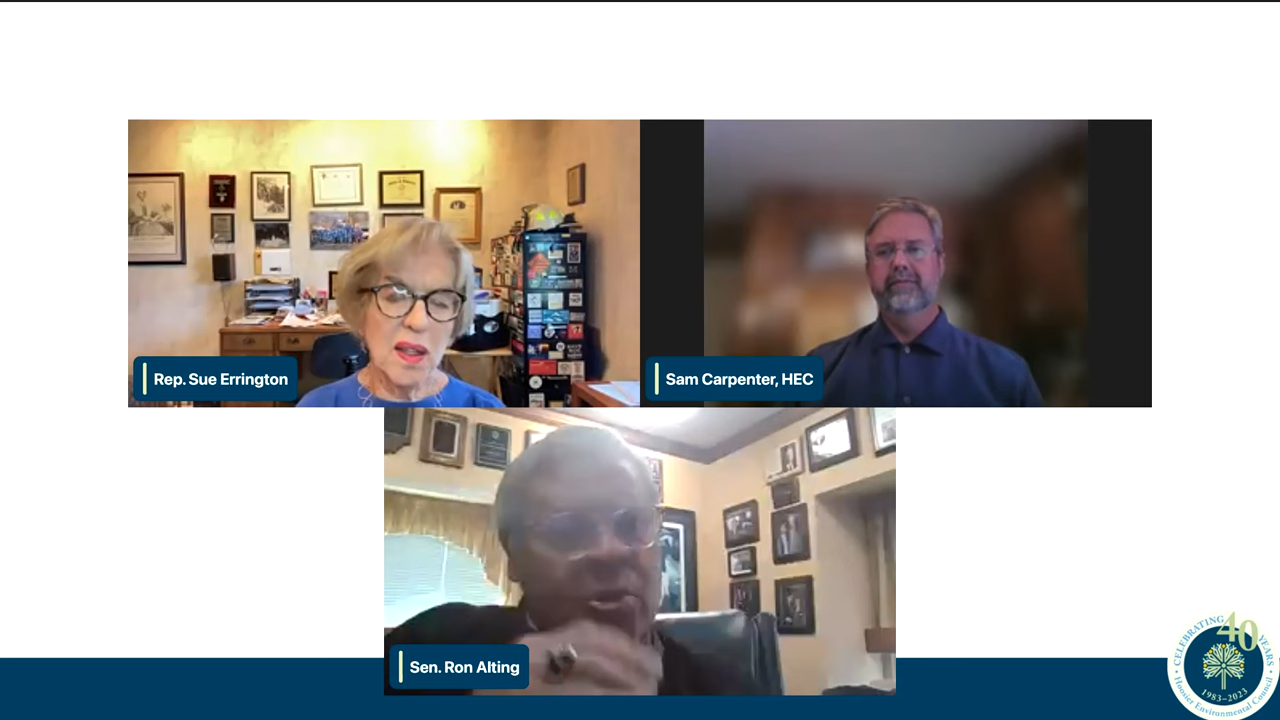 Rep. Sue Errington
Sam Carpenter, HEC
Sen. Ron Alting
CELEBRATING 40 YEARS
1983–2023
Hoosier Environmental Council